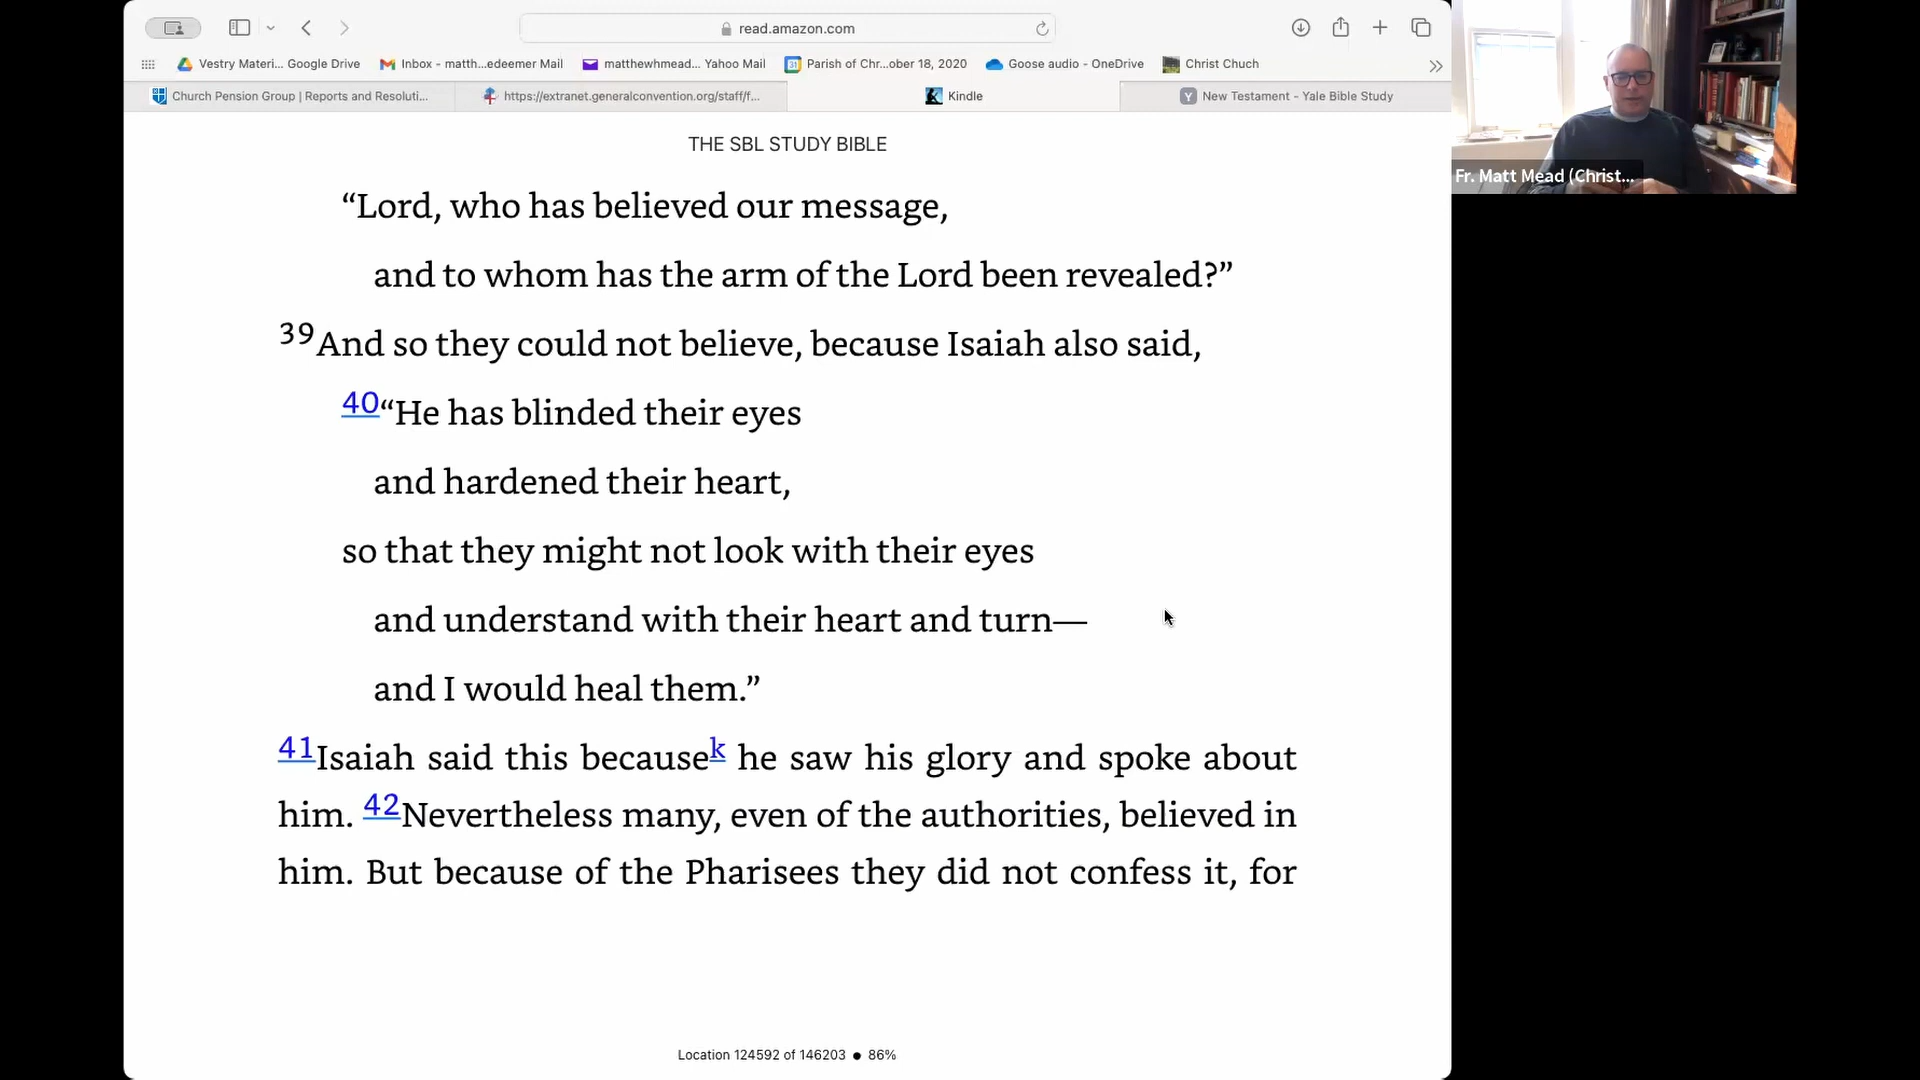 read.amazon.com
Vestry Materi... Google Drive
Inbox - matth...edeemer Mail
matthewhmead... Yahoo Mail
31
Parish of Chr...ober 18, 2020
Goose audio - OneDrive
Christ Chuch
Church Pension Group | Reports and Resoluti...
https://extranet.generalconvention.org/staff/f...
Kindle
Y
New Testament - Yale Bible Study
Fr. Matt Mead (Christ...
THE SBL STUDY BIBLE
“Lord, who has believed our message,
and to whom has the arm of the Lord been revealed?”
39And so they could not believe, because Isaiah also said,
40“He has blinded their eyes
and hardened their heart,
so that they might not look with their eyes
and understand with their heart and turn—
and I would heal them.”
41Isaiah said this becausek he saw his glory and spoke about
him. 42Nevertheless many, even of the authorities, believed in
him. But because of the Pharisees they did not confess it, for
Location 124592 of 146203 ● 86%